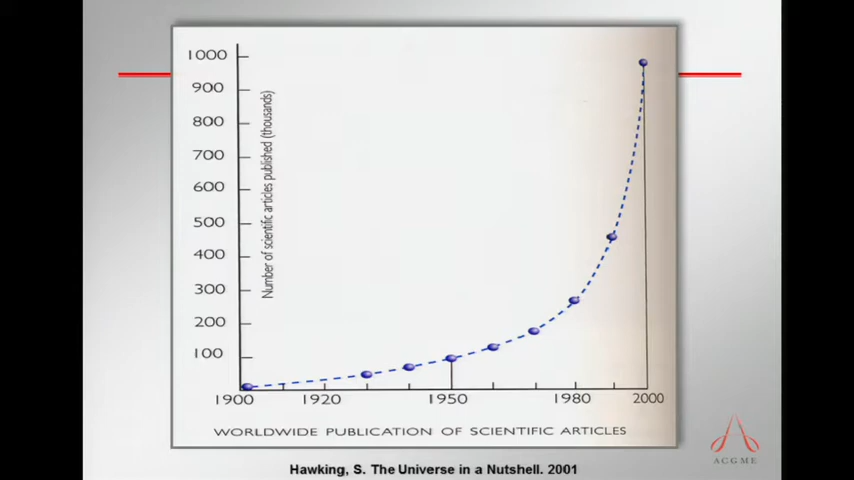 1000
900
800
700
600
500
400
300
200
100
Number of scientific articles published (thousands)
1900 1920 1950 1980 2000
WORLDWIDE PUBLICATION OF SCIENTIFIC ARTICLES
ACGME
Hawking, S. The Universe in a Nutshell. 2001